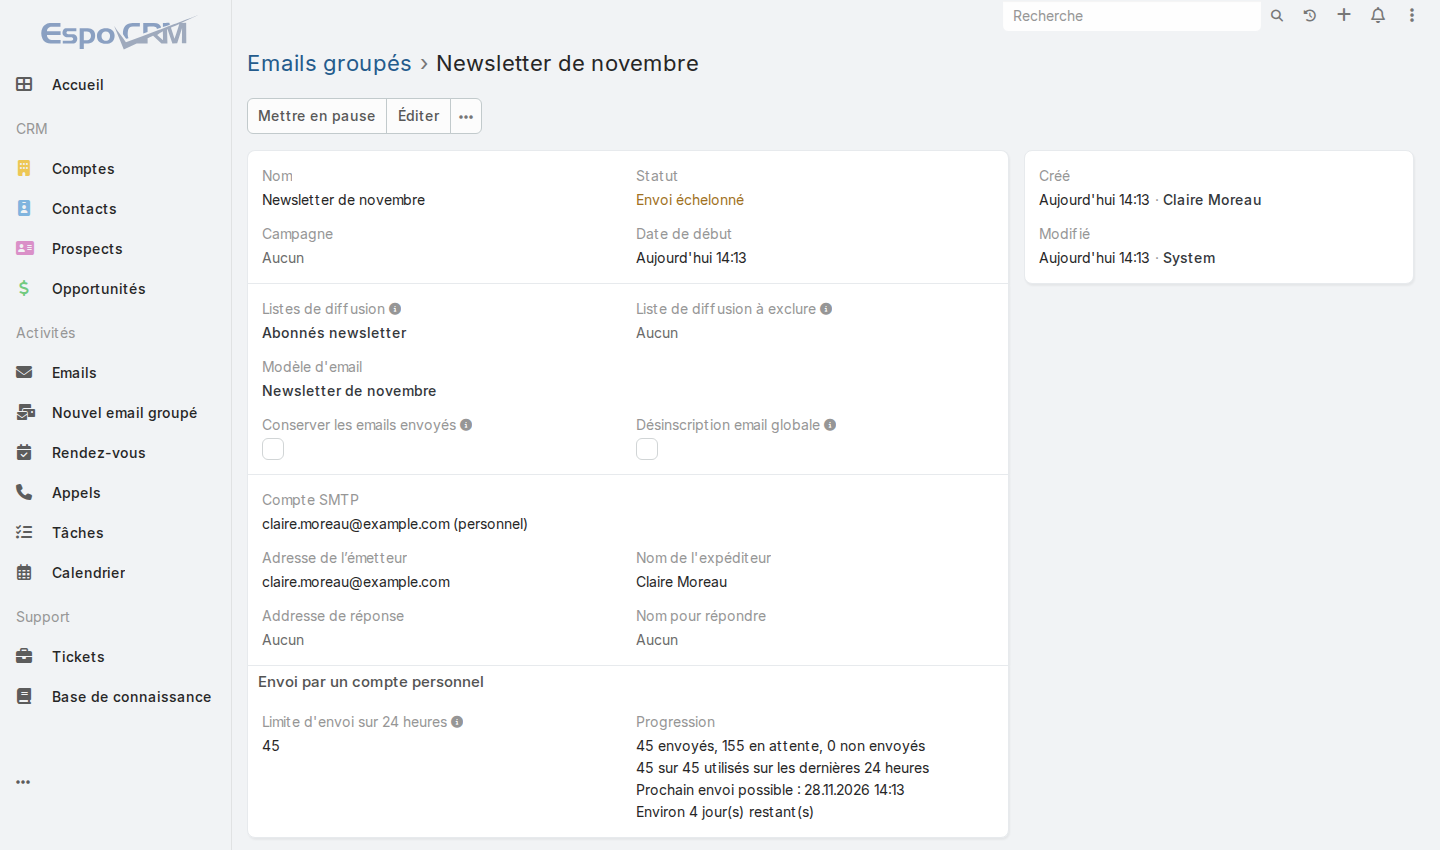 EspoCRM
Recherche
Accueil
CRM
Comptes
Contacts
Prospects
Opportunités
Activités
Emails
Nouvel email groupé
Rendez-vous
Appels
Tâches
Calendrier
Support
Tickets
Base de connaissance
Emails groupés › Newsletter de novembre
Mettre en pause Éditer
Nom Statut
Newsletter de novembre Envoi échelonné
Campagne Date de début
Aucun Aujourd'hui 14:13
Listes de diffusion Liste de diffusion à exclure
Abonnés newsletter Aucun
Modèle d'email
Newsletter de novembre
Conserver les emails envoyés Désinscription email globale
Compte SMTP
claire.moreau@example.com (personnel)
Adresse de l’émetteur Nom de l'expéditeur
claire.moreau@example.com Claire Moreau
Addresse de réponse Nom pour répondre
Aucun Aucun
Envoi par un compte personnel
Limite d'envoi sur 24 heures Progression
45 45 envoyés, 155 en attente, 0 non envoyés
45 sur 45 utilisés sur les dernières 24 heures
Prochain envoi possible : 28.11.2026 14:13
Environ 4 jour(s) restant(s)
Créé
Aujourd'hui 14:13 · Claire Moreau
Modifié
Aujourd'hui 14:13 · System